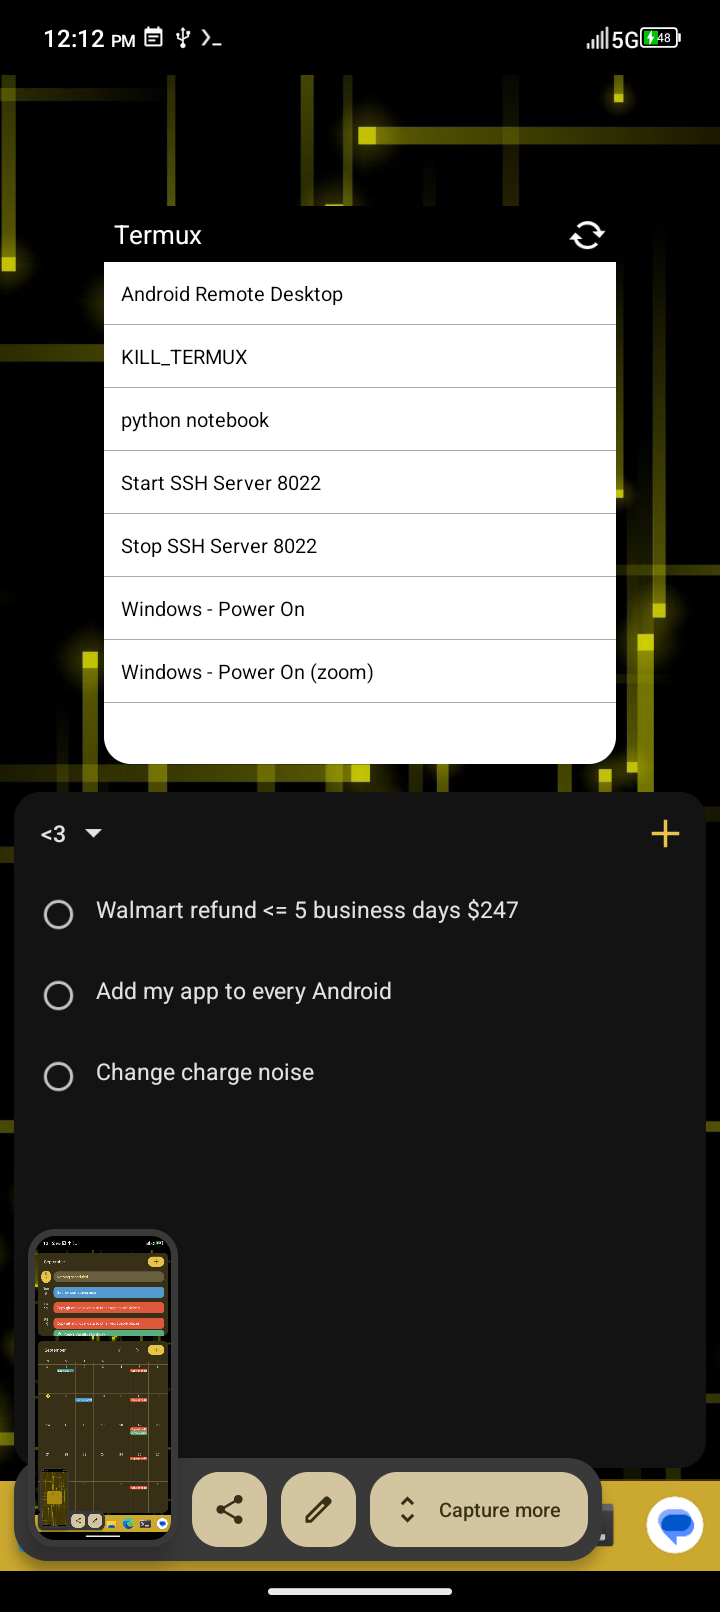 12:12 PM
5G 48
Termux
Android Remote Desktop
KILL_TERMUX
python notebook
Start SSH Server 8022
Stop SSH Server 8022
Windows - Power On
Windows - Power On (zoom)
<3
Walmart refund <= 5 business days $247
Add my app to every Android
Change charge noise
September
September
Capture more